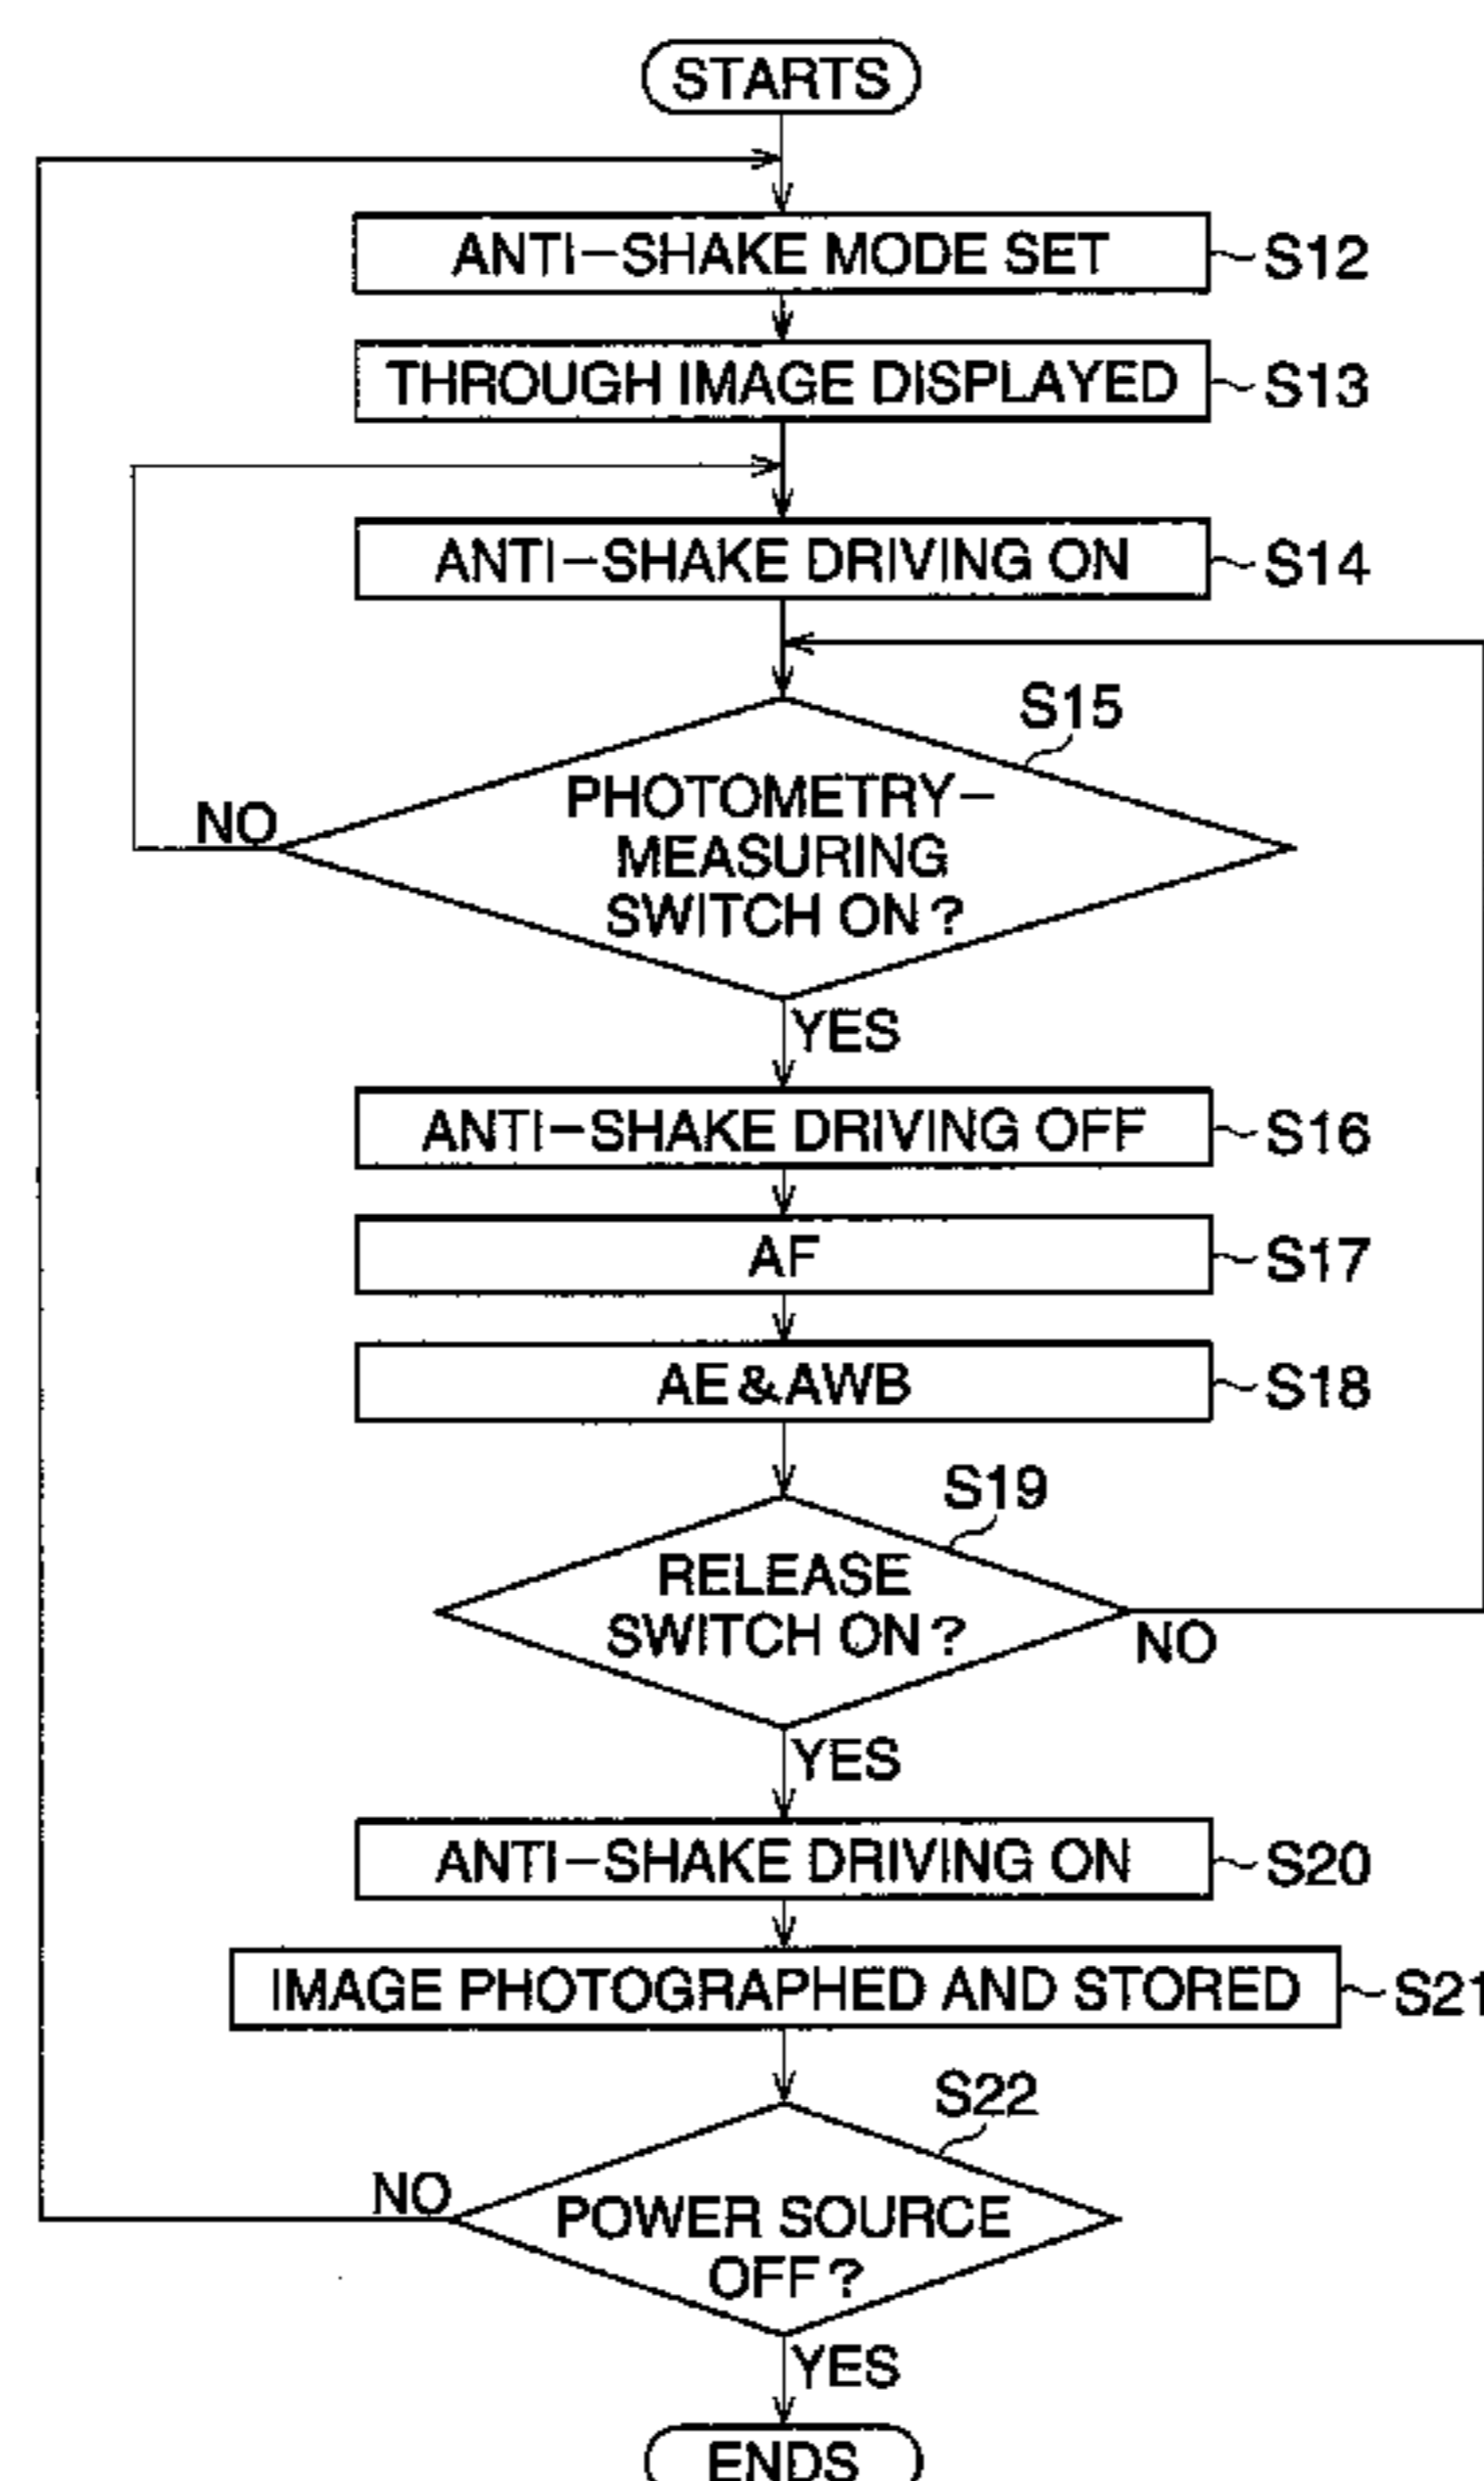 STARTS
ANTI-SHAKE MODE SET
S12
THROUGH IMAGE DISPLAYED
S13
ANTI-SHAKE DRIVING ON
S14
S15
PHOTOMETRY-
MEASURING
SWITCH ON?
NO
YES
ANTI-SHAKE DRIVING OFF
S16
AF
S17
AE&AWB
S18
S19
RELEASE
SWITCH ON?
NO
YES
ANTI-SHAKE DRIVING ON
S20
IMAGE PHOTOGRAPHED AND STORED
S21
S22
NO
POWER SOURCE
OFF?
YES
ENDS